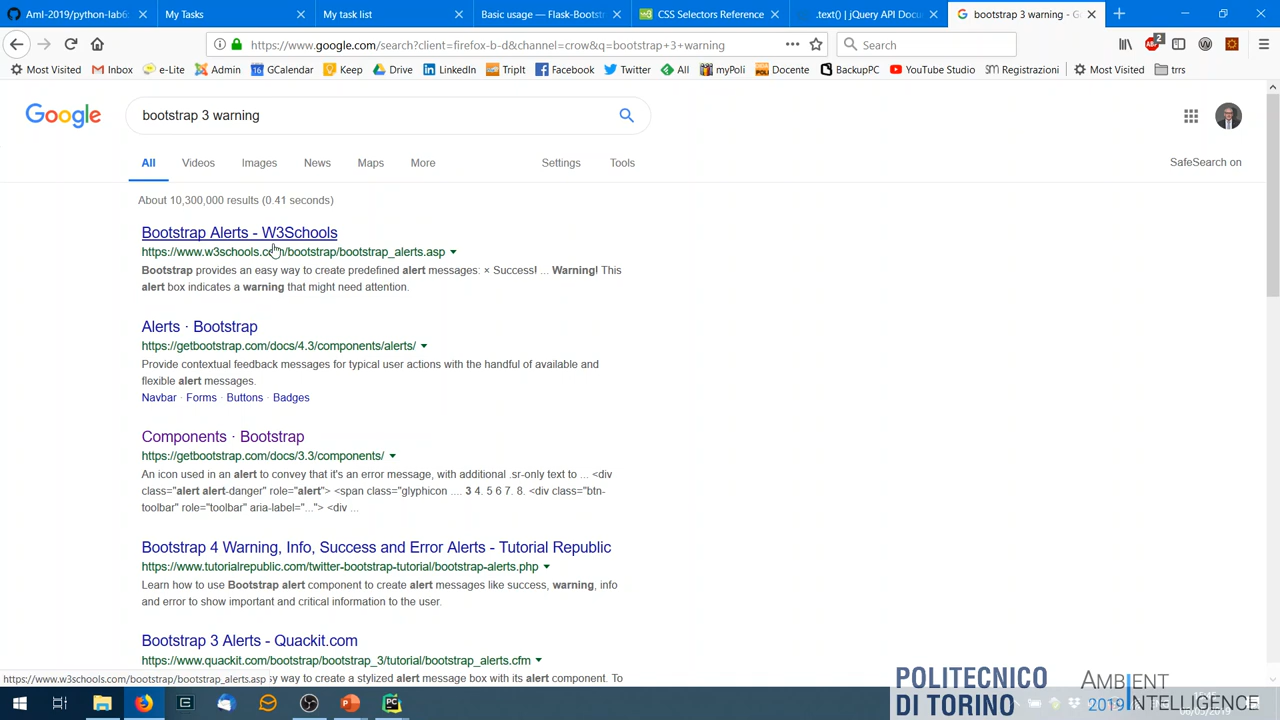 AmI-2019/python-lab6
My Tasks
My task list
Basic usage — Flask-Bootst
CSS Selectors Reference
.text() | jQuery API Docu
bootstrap 3 warning - G
https://www.google.com/search?client=firefox-b-d&channel=crow&q=bootstrap+3+warning
Search
2
Most Visited
Inbox
e-Lite
Admin
GCalendar
Keep
Drive
LinkedIn
TripIt
Facebook
Twitter
All
myPoli
Docente
BackupPC
YouTube Studio
Registrazioni
Most Visited
trrs
Google
bootstrap 3 warning
All
Videos
Images
News
Maps
More
Settings
Tools
SafeSearch on
About 10,300,000 results (0.41 seconds)
Bootstrap Alerts - W3Schools
https://www.w3schools.com/bootstrap/bootstrap_alerts.asp
Bootstrap provides an easy way to create predefined alert messages: × Success! ... Warning! This
alert box indicates a warning that might need attention.
Alerts · Bootstrap
https://getbootstrap.com/docs/4.3/components/alerts/
Provide contextual feedback messages for typical user actions with the handful of available and
flexible alert messages.
Navbar · Forms · Buttons · Badges
Components · Bootstrap
https://getbootstrap.com/docs/3.3/components/
An icon used in an alert to convey that it's an error message, with additional .sr-only text to ... <div
class="alert alert-danger" role="alert"> <span class="glyphicon .... 3 4. 5 6 7. 8. <div class="btn-
toolbar" role="toolbar" aria-label="..."> <div ...
Bootstrap 4 Warning, Info, Success and Error Alerts - Tutorial Republic
https://www.tutorialrepublic.com/twitter-bootstrap-tutorial/bootstrap-alerts.php
Learn how to use Bootstrap alert component to create alert messages like success, warning, info
and error to show important and critical information to the user.
Bootstrap 3 Alerts - Quackit.com
https://www.quackit.com/bootstrap/bootstrap_3/tutorial/bootstrap_alerts.cfm
https://www.w3schools.com/bootstrap/bootstrap_alerts.asp
sy way to create a stylized alert message box with its alert component. To
POLITECNICO
DI TORINO
AMBIENT
2019 INTELLIGENCE